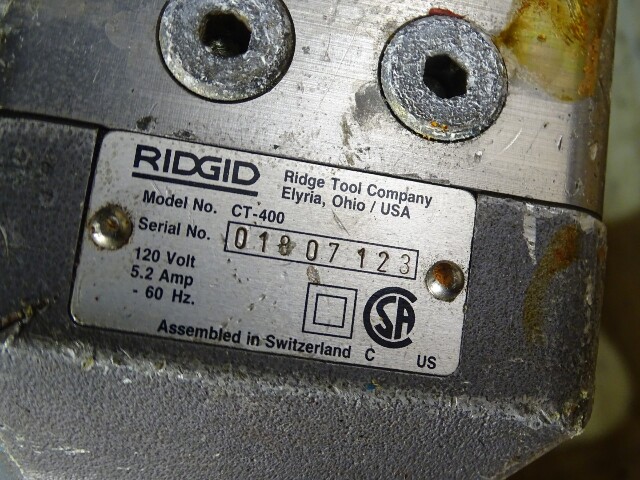 RIDGID
Ridge Tool Company
Elyria, Ohio / USA
Model No. CT-400
Serial No. 01807123
120 Volt
5.2 Amp
- 60 Hz.
SA
Assembled in Switzerland C US